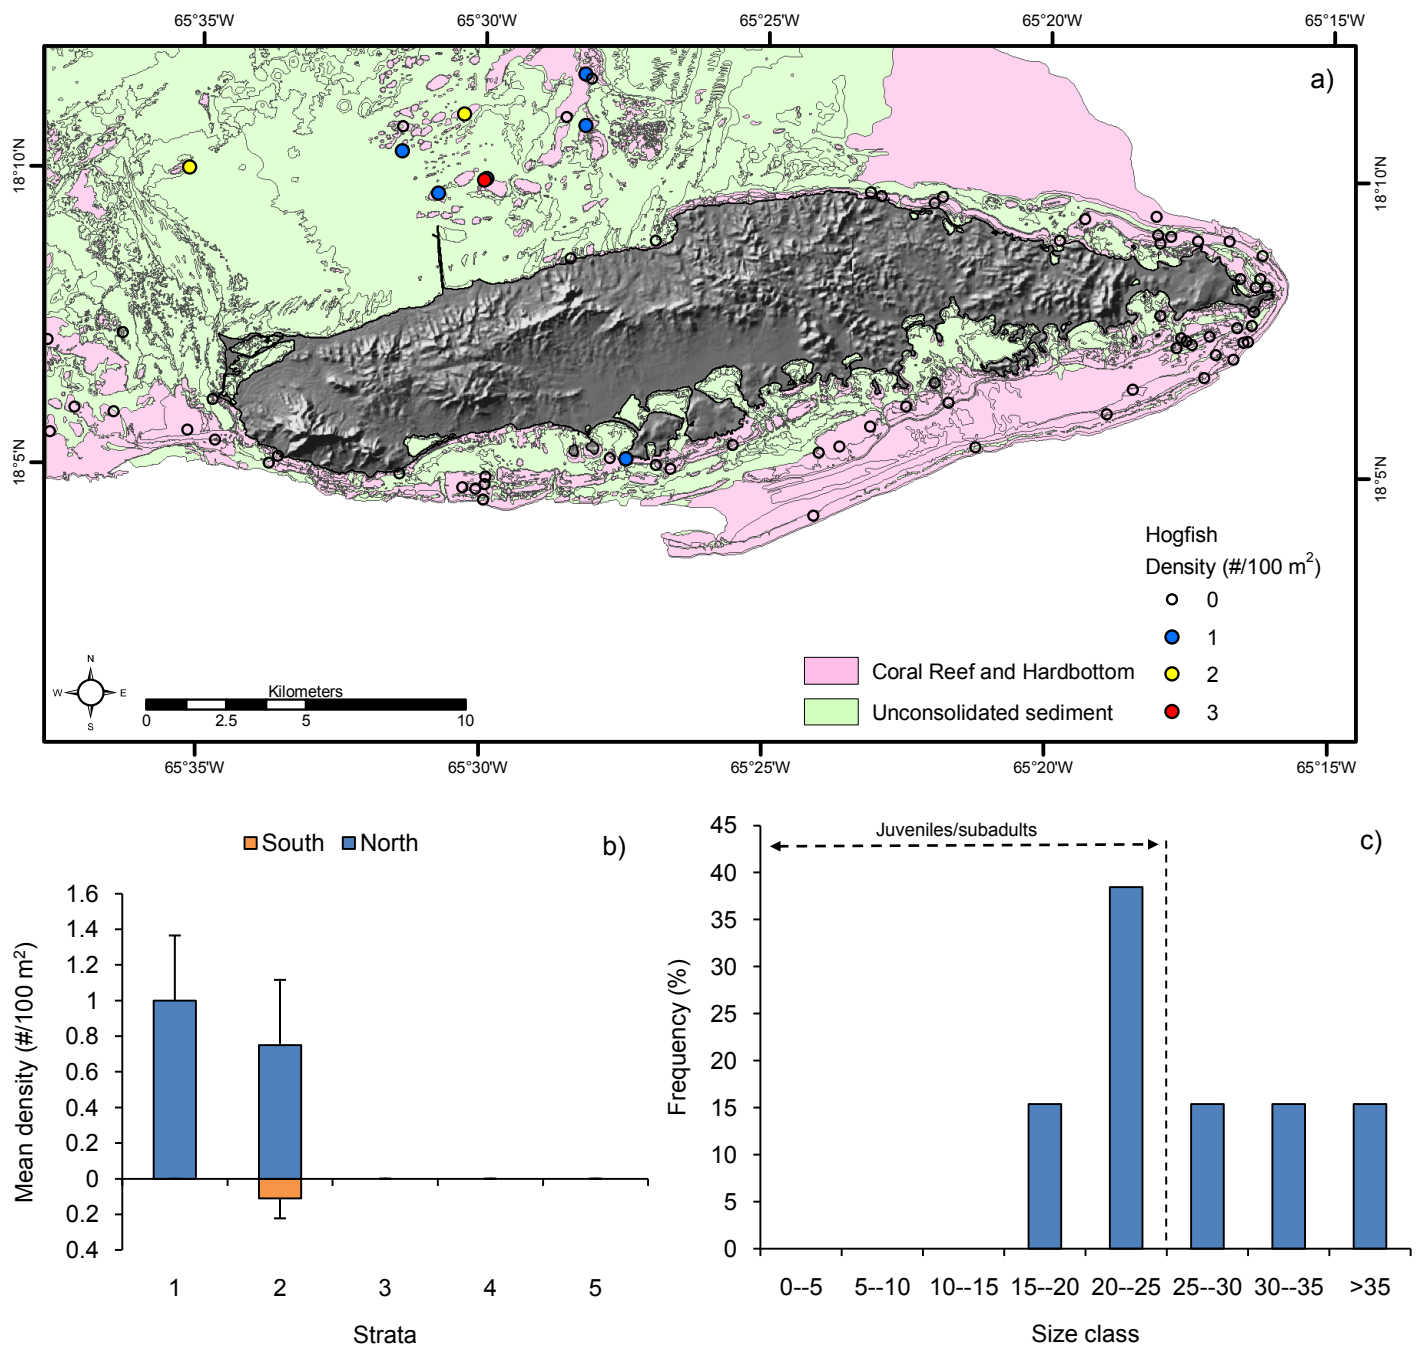 65°35'W 65°30'W 65°25'W 65°20'W 65°15'W
a)
18°10'N 18°10'N
18°5'N 18°5'N
Hogfish
Density (#/100 m2)
0
1
2
3
Coral Reef and Hardbottom
Unconsolidated sediment
N
W E
S
Kilometers
0 2.5 5 10
65°35'W 65°30'W 65°25'W 65°20'W 65°15'W
South North b)
1.6
1.4
1.2
1
0.8
0.6
0.4
0.2
0
0.2
0.4
Mean density (#/100 m2)
1 2 3 4 5
Strata
c)
Juveniles/subadults
45
40
35
30
25
20
15
10
5
0
Frequency (%)
0--5 5--10 10--15 15--20 20--25 25--30 30--35 >35
Size class